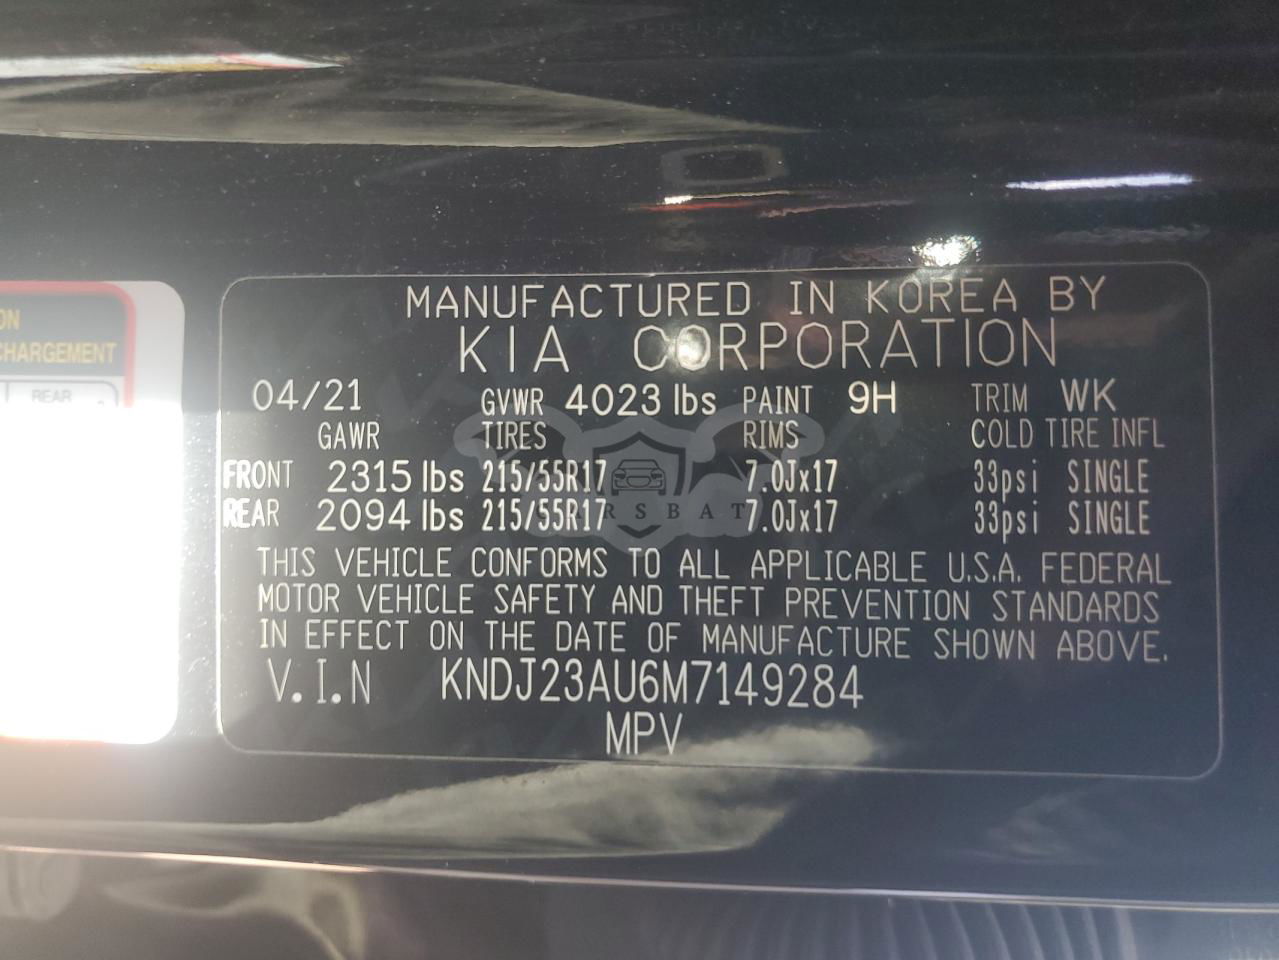 MANUFACTURED IN KOREA BY
KIA CORPORATION
04/21 GVWR 4023 lbs PAINT 9H TRIM WK
GAWR TIRES RIMS COLD TIRE INFL
FRONT 2315 lbs 215/55R17 7.0Jx17 33psi SINGLE
REAR 2094 lbs 215/55R17 7.0Jx17 33psi SINGLE
THIS VEHICLE CONFORMS TO ALL APPLICABLE U.S.A. FEDERAL
MOTOR VEHICLE SAFETY AND THEFT PREVENTION STANDARDS
IN EFFECT ON THE DATE OF MANUFACTURE SHOWN ABOVE.
V.I.N KNDJ23AU6M7149284
MPV
CHARGEMENT
REAR
CARSBAT